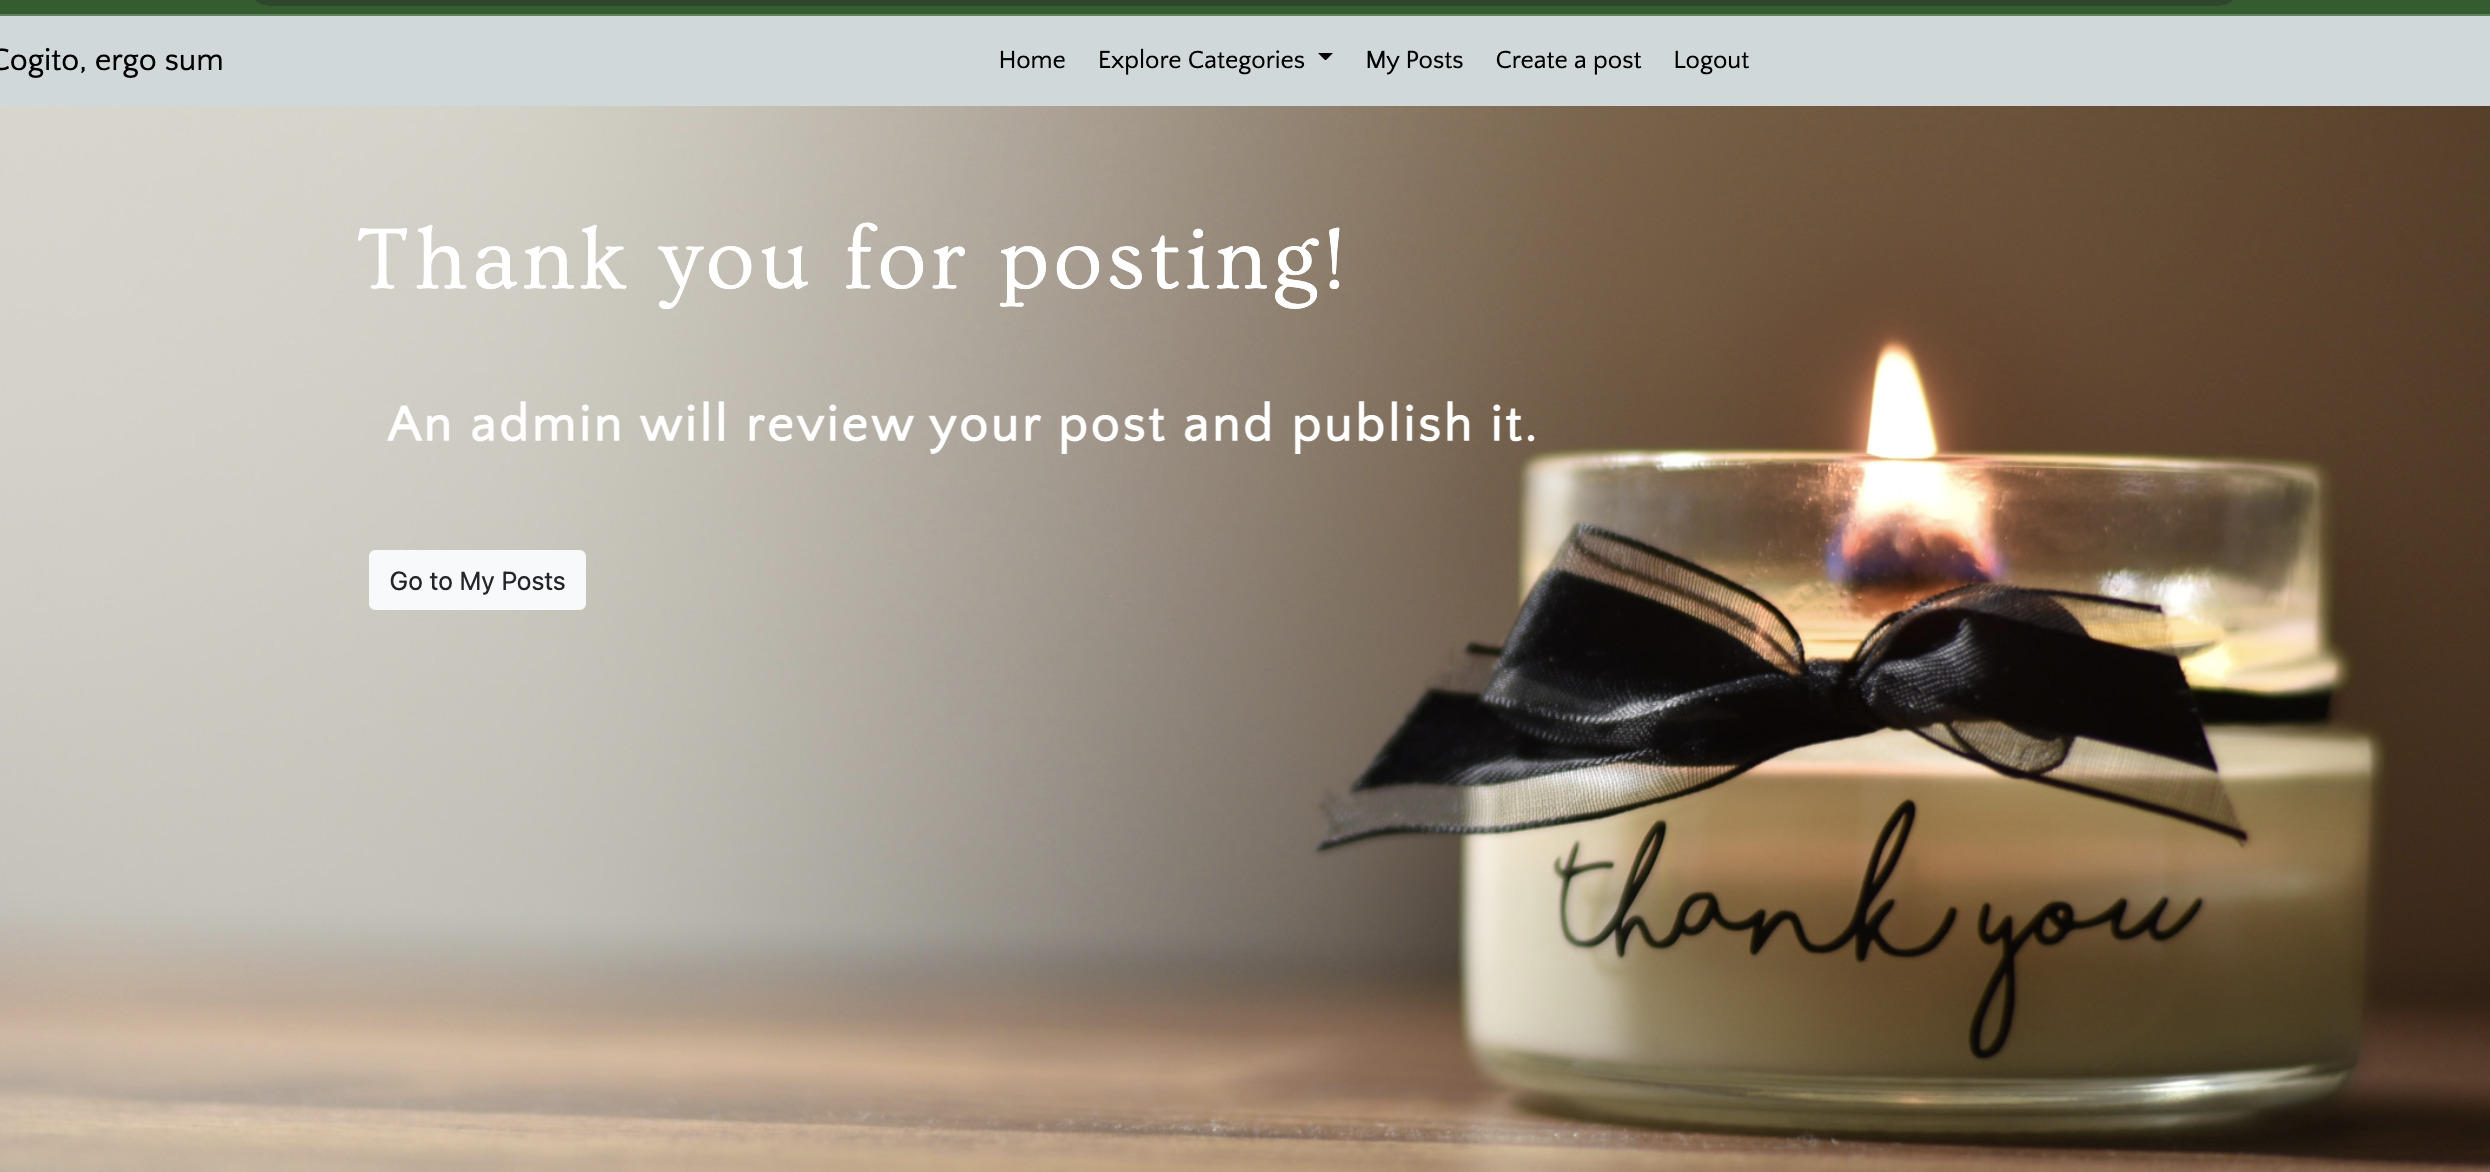 Cogito, ergo sum
Home Explore Categories My Posts Create a post Logout
Thank you for posting!
An admin will review your post and publish it.
Go to My Posts
thank you